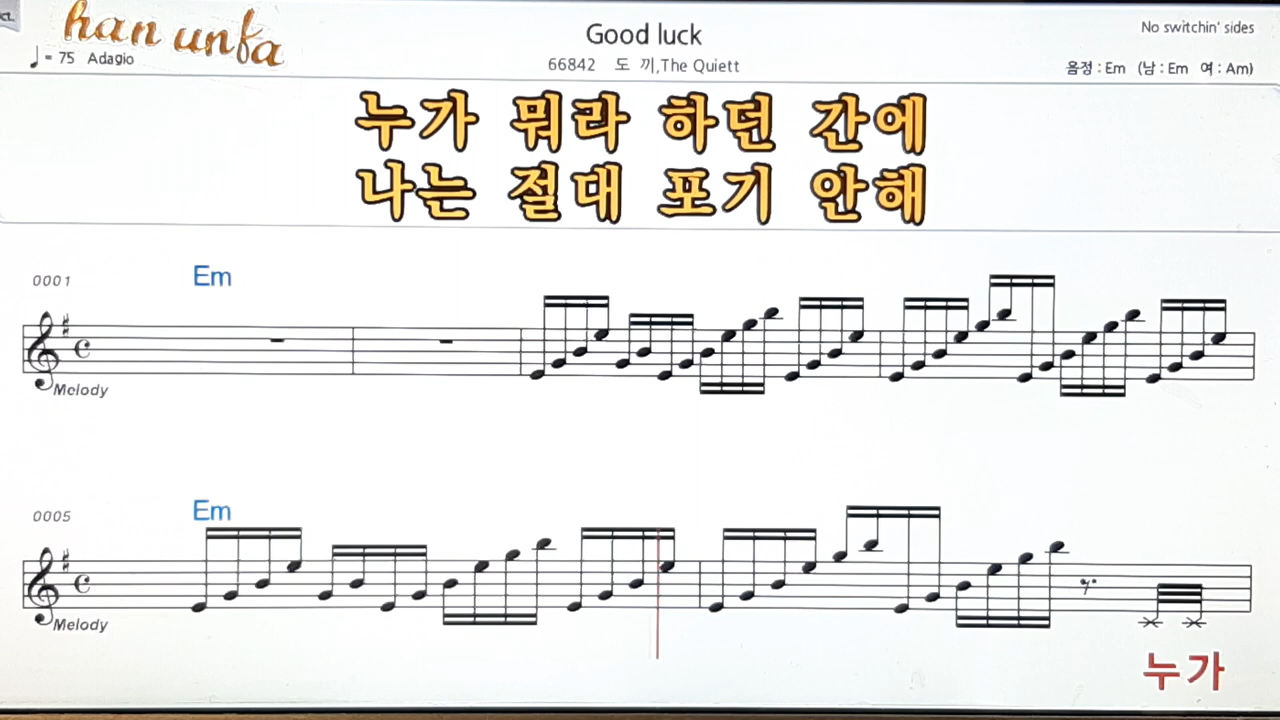 han unfa
Good luck
No switchin' sides
♩ = 75 Adagio
66842 도 끼,The Quiett
음정 : Em (남 : Em 여 : Am)
누가 뭐라 하던 간에
나는 절대 포기 안해
0001
Em
Melody
0005
Em
Melody
누가